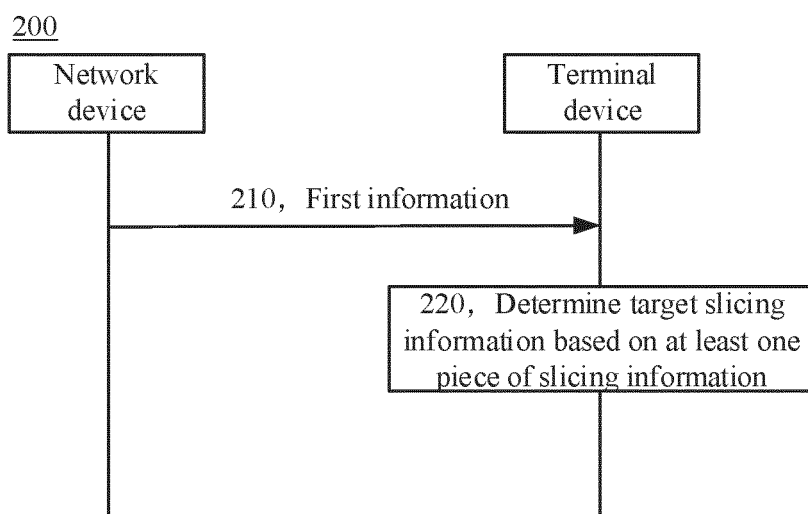 200
Network
device
Terminal
device
210, First information
220, Determine target slicing
information based on at least one
piece of slicing information